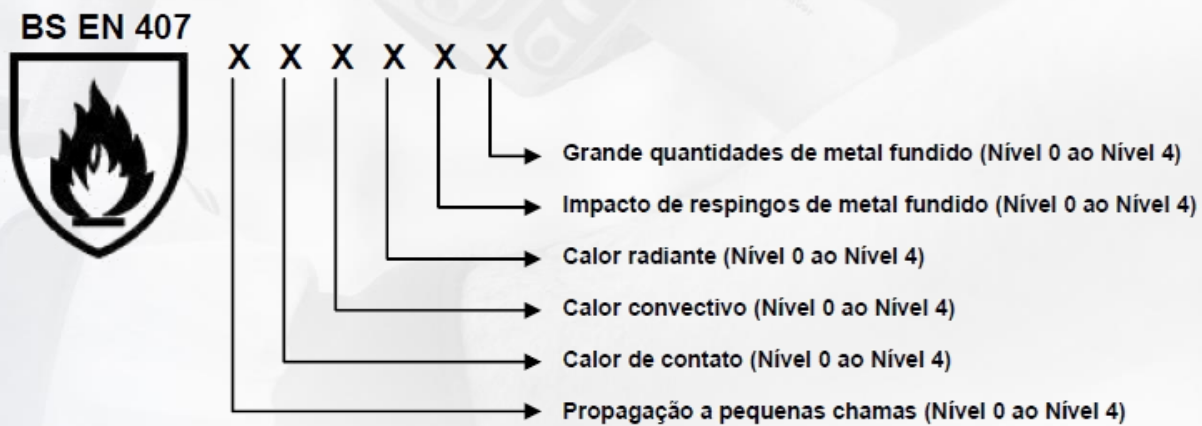 BS EN 407
X X X X X X
Grande quantidades de metal fundido (Nível 0 ao Nível 4)
Impacto de respingos de metal fundido (Nível 0 ao Nível 4)
Calor radiante (Nível 0 ao Nível 4)
Calor convectivo (Nível 0 ao Nível 4)
Calor de contato (Nível 0 ao Nível 4)
Propagação a pequenas chamas (Nível 0 ao Nível 4)